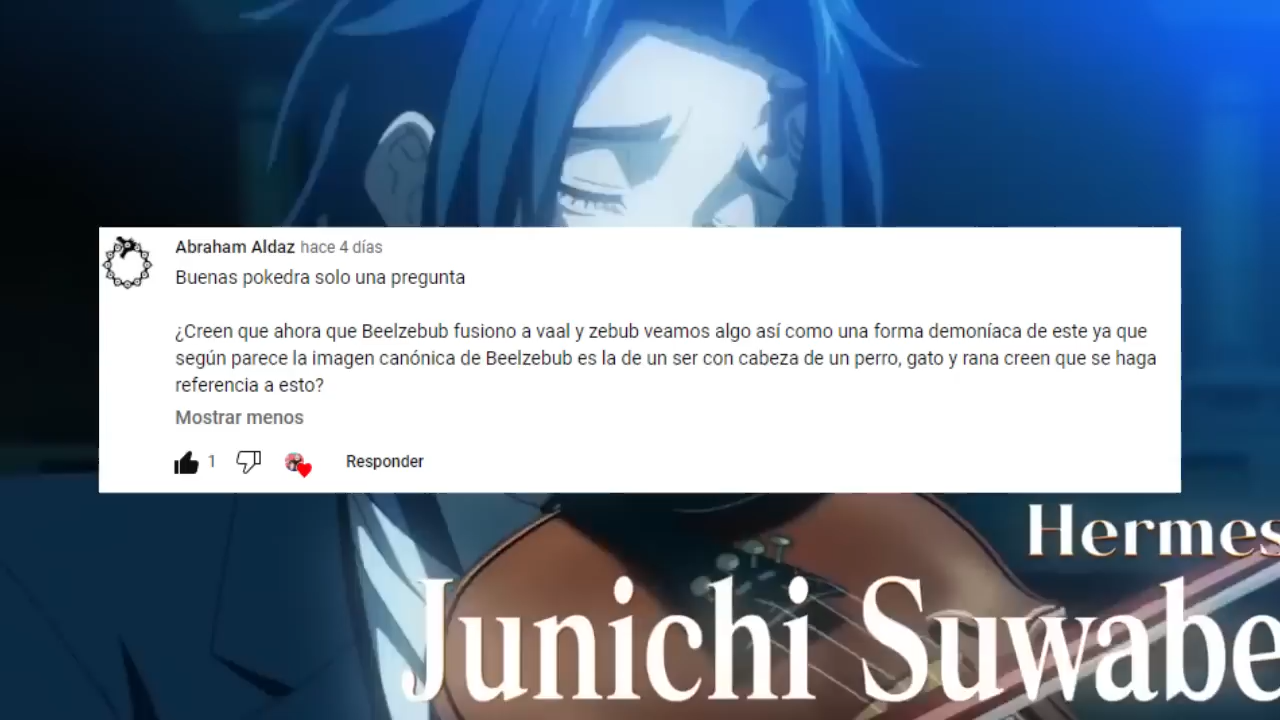 Abraham Aldaz hace 4 días
Buenas pokedra solo una pregunta
¿Creen que ahora que Beelzebub fusiono a vaal y zebub veamos algo así como una forma demoníaca de este ya que
según parece la imagen canónica de Beelzebub es la de un ser con cabeza de un perro, gato y rana creen que se haga
referencia a esto?
Mostrar menos
1 Responder
Hermes
Junichi Suwabe